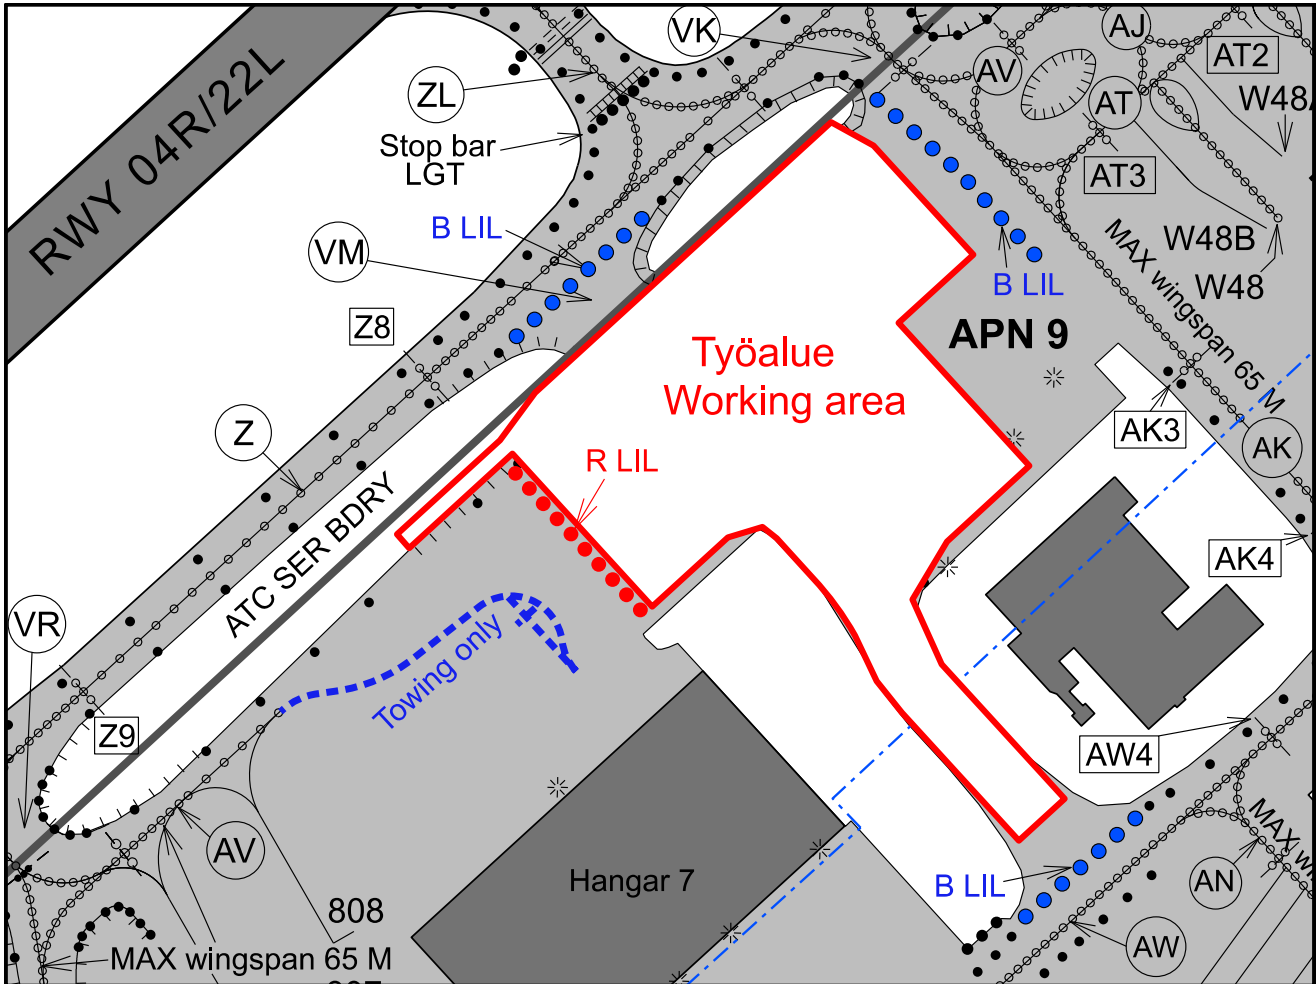 RWY 04R/22L
VK
AJ
AV
AT2
W48
ZL
AT
Stop bar
LGT
AT3
B LIL
VM
W48B
W48
B LIL
MAX wingspan 65 M
Z8
APN 9
Työalue
Working area
AK3
AK
Z
R LIL
ATC SER BDRY
AK4
VR
Towing only
Z9
AW4
AV
MAX wi
Hangar 7
B LIL
AN
808
AW
MAX wingspan 65 M